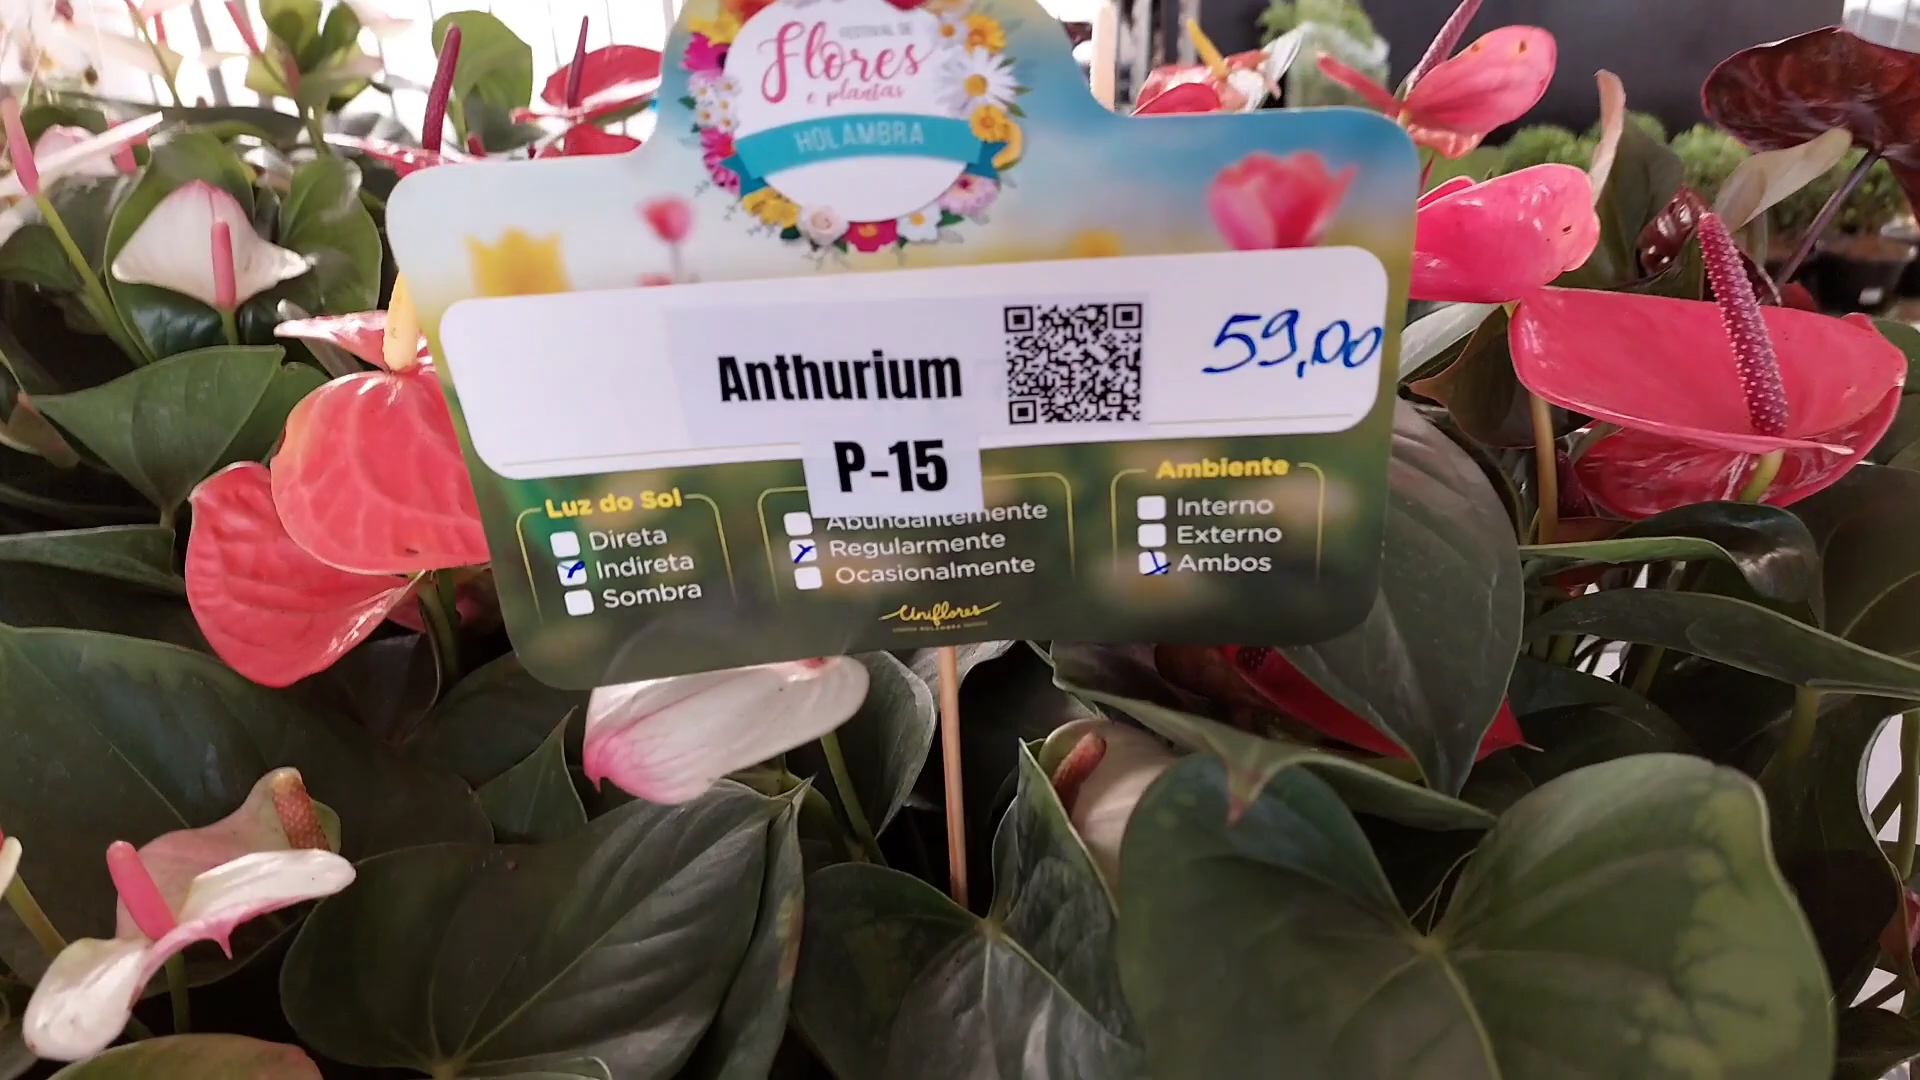 FESTIVAL DE
Flores
e plantas
HOLAMBRA
Anthurium
59,00
P-15
Luz do Sol
Direta
Indireta
Sombra
Abundantemente
Regularmente
Ocasionalmente
Ambiente
Interno
Externo
Ambos
Uniflores